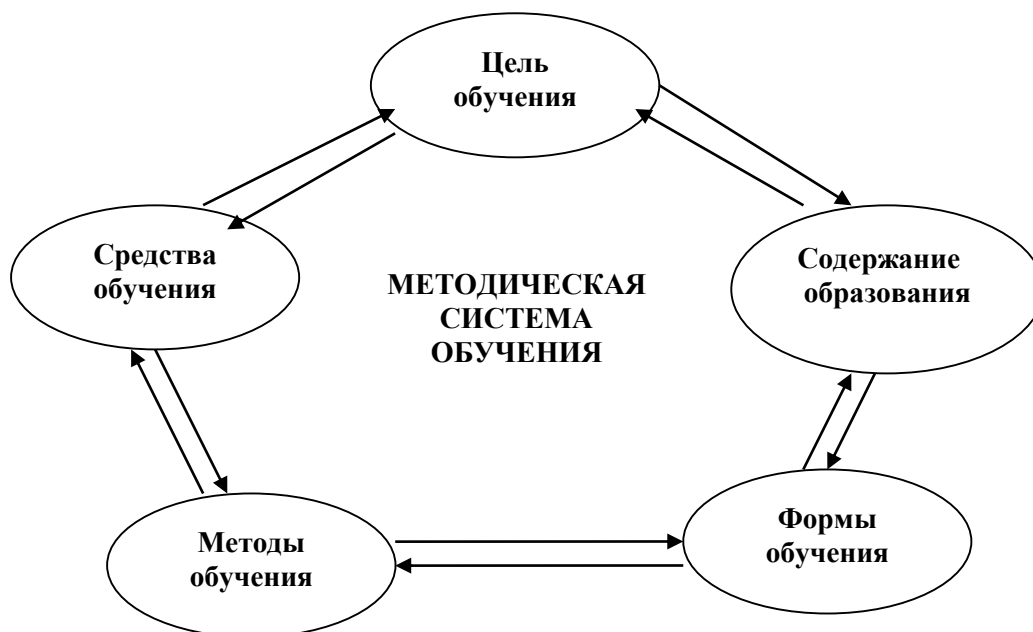 Цель
обучения
Средства
обучения
МЕТОДИЧЕСКАЯ
СИСТЕМА
ОБУЧЕНИЯ
Содержание
образования
Методы
обучения
Формы
обучения